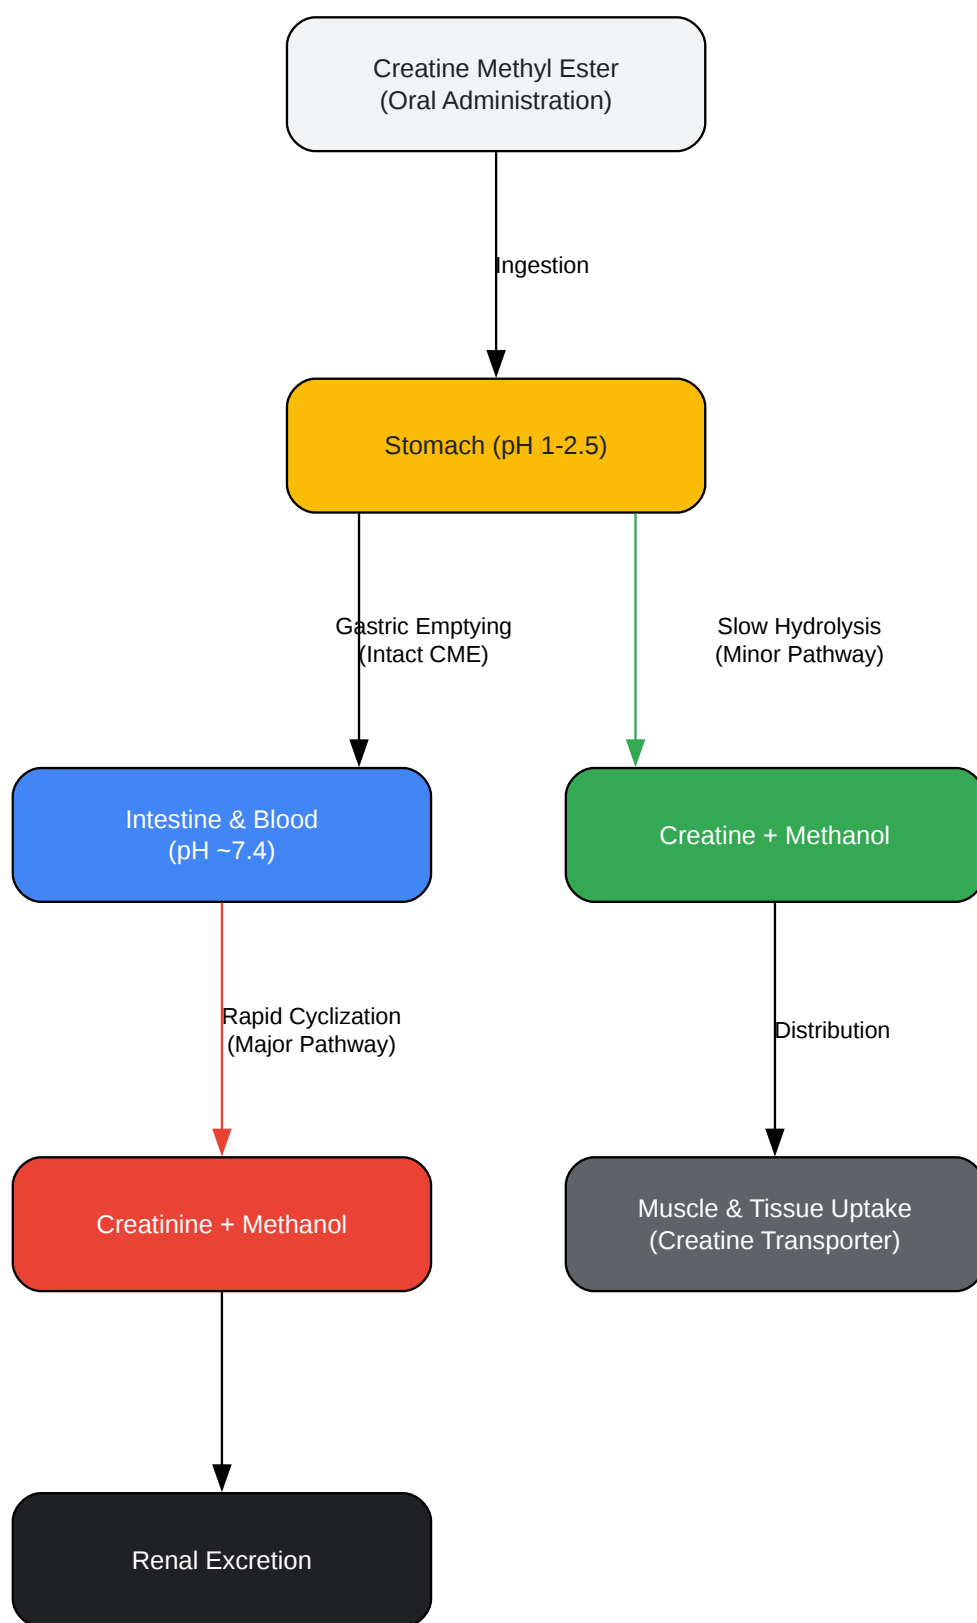 Creatine Methyl Ester
(Oral Administration)
Ingestion
Stomach (pH 1-2.5)
Gastric Emptying
(Intact CME)
Slow Hydrolysis
(Minor Pathway)
Intestine & Blood
(pH ~7.4)
Creatine + Methanol
Rapid Cyclization
(Major Pathway)
Distribution
Creatinine + Methanol
Muscle & Tissue Uptake
(Creatine Transporter)
Renal Excretion